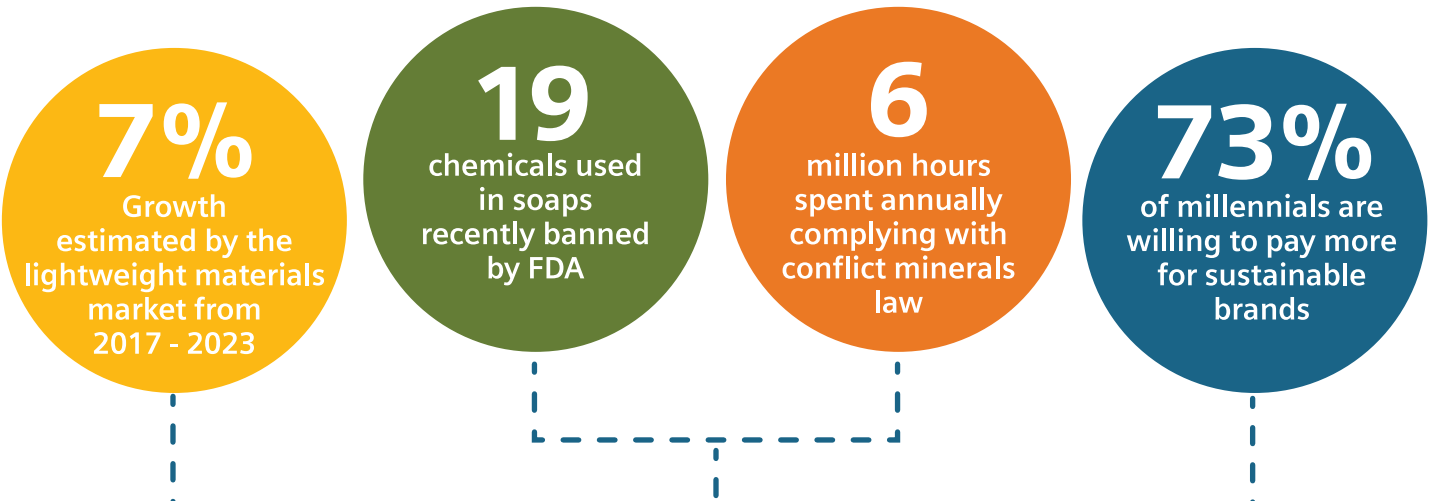 7%
Growth
estimated by the
lightweight materials
market from
2017 - 2023
19
chemicals used
in soaps
recently banned
by FDA
6
million hours
spent annually
complying with
conflict minerals
law
73%
of millennials are
willing to pay more
for sustainable
brands